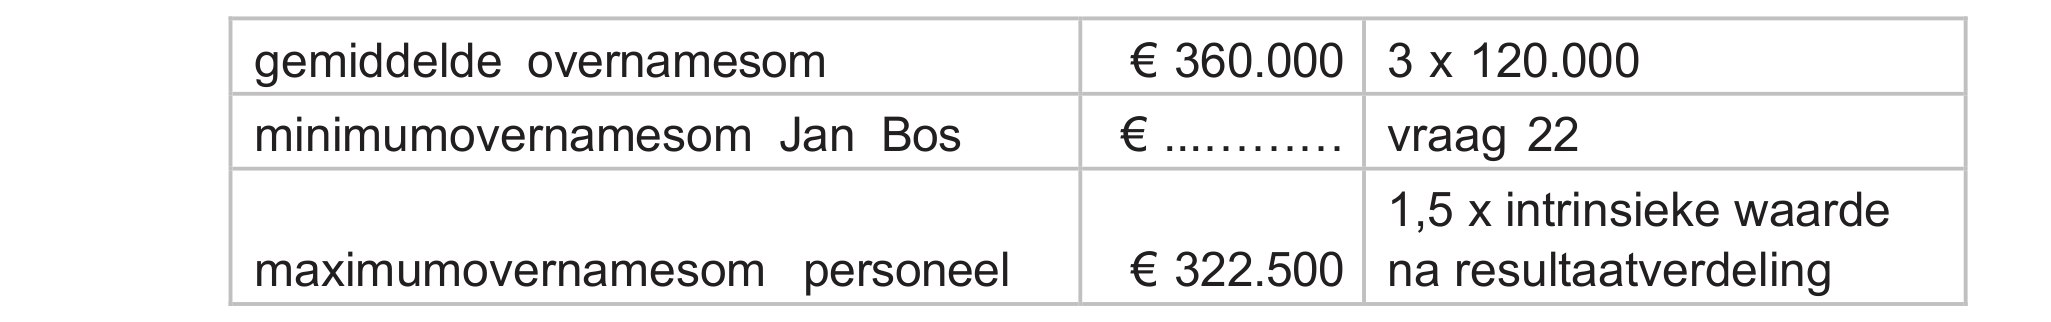 gemiddelde overnamesom € 360.000 3 x 120.000
minimumovernamesom Jan Bos € ...……… vraag 22
1,5 x intrinsieke waarde
maximumovernamesom personeel € 322.500 na resultaatverdeling